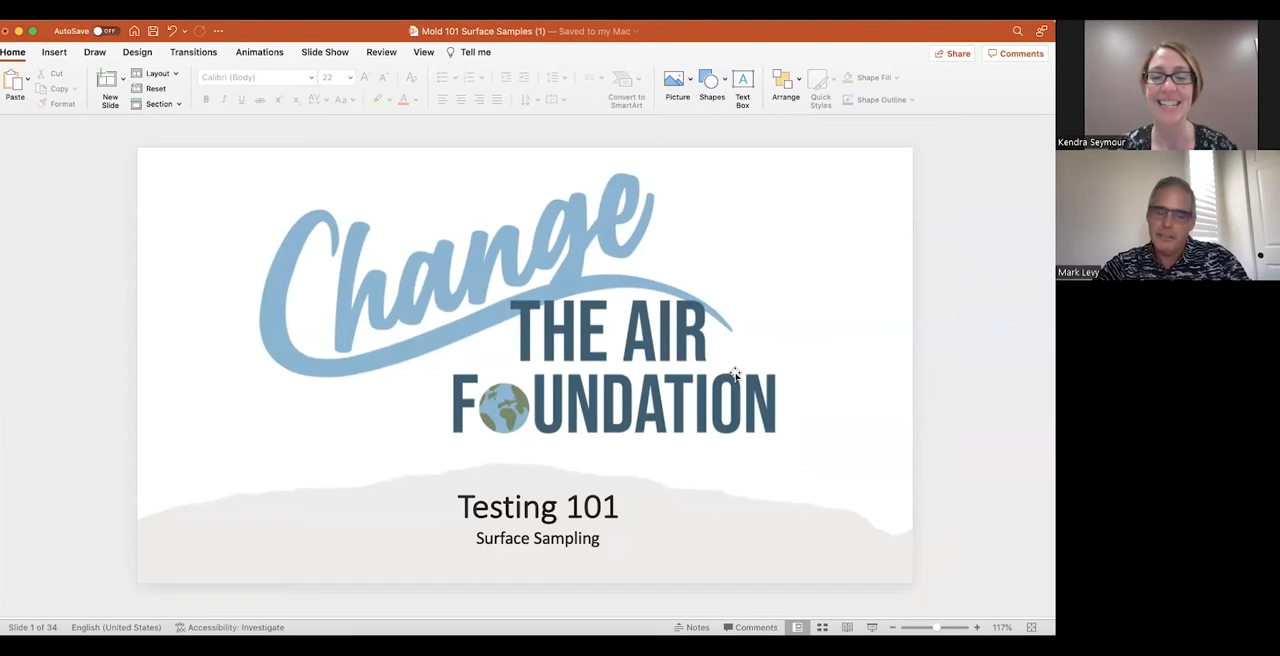 AutoSave OFF
Mold 101 Surface Samples (1) — Saved to my Mac
Home Insert Draw Design Transitions Animations Slide Show Review View Tell me
Share Comments
Paste
Cut
Copy
Format
New Slide
Layout
Reset
Section
Calibri (Body) 22
B I U ab
Convert to SmartArt
Picture
Shapes
Text Box
Arrange
Quick Styles
Shape Fill
Shape Outline
Change
THE AIR
FOUNDATION
Testing 101
Surface Sampling
Slide 1 of 34 English (United States) Accessibility: Investigate Notes Comments 117%
Kendra Seymour
Mark Levy